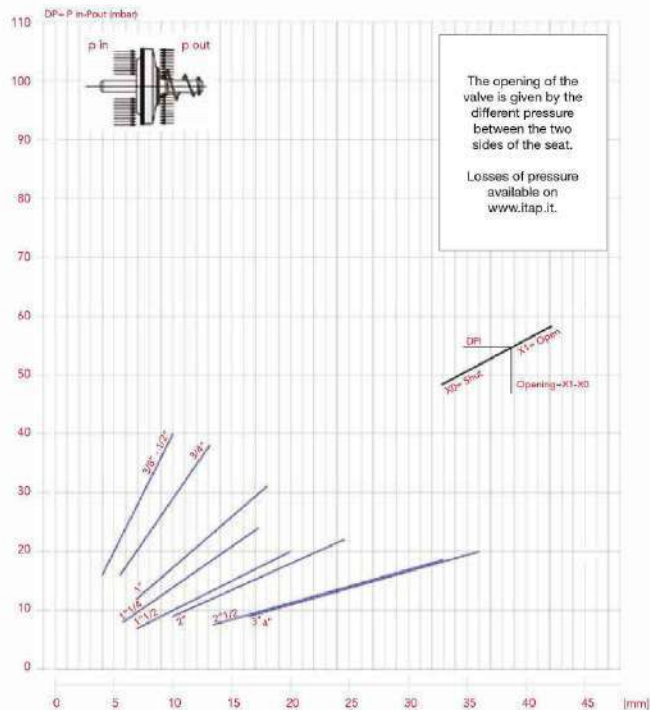 DP= P in-Pout (mbar)
110
p in
p out
100
90
80
70
60
50
40
30
20
10
0
The opening of the
valve is given by the
different pressure
between the two
sides of the seat.
Losses of pressure
available on
www.itap.it.
DPI
X1= Open
X0= Shut
Opening=X1-X0
3/8" - 1/2"
3/4"
1"
1"1/4
1"1/2
2"
2"1/2
3"
4"
0 5 10 15 20 25 30 35 40 45 [mm]